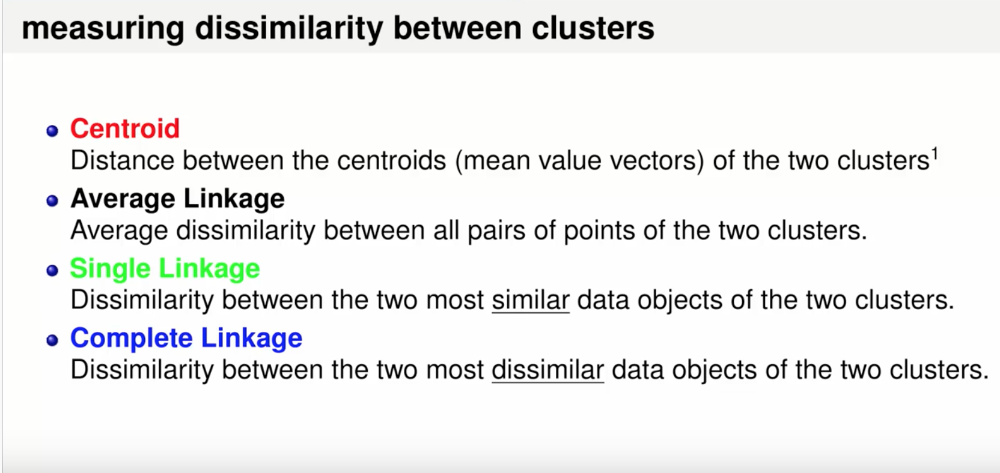 measuring dissimilarity between clusters
Centroid
Distance between the centroids (mean value vectors) of the two clusters¹
Average Linkage
Average dissimilarity between all pairs of points of the two clusters.
Single Linkage
Dissimilarity between the two most similar data objects of the two clusters.
Complete Linkage
Dissimilarity between the two most dissimilar data objects of the two clusters.